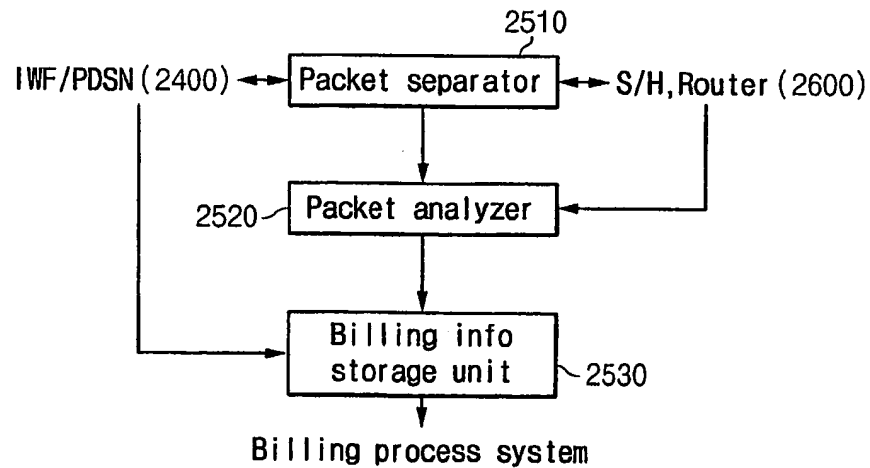 2510
IWF/PDSN(2400)
Packet separator
S/H,Router(2600)
2520
Packet analyzer
Billing info
storage unit
2530
Billing process system